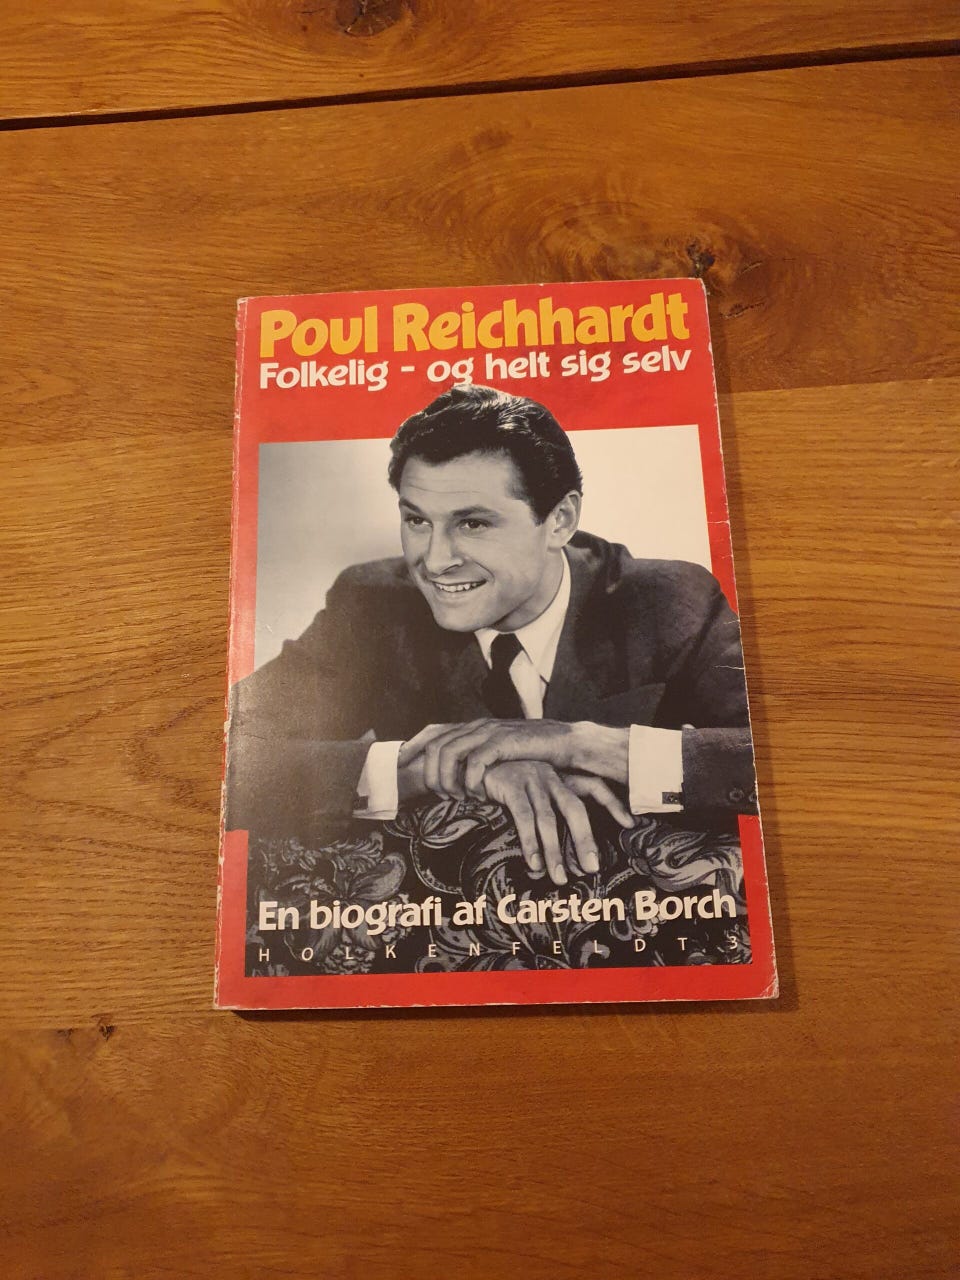 Poul Reichhardt
Folkelig - og helt sig selv
En biografi af Carsten Borch
HOLKENFELDT 3